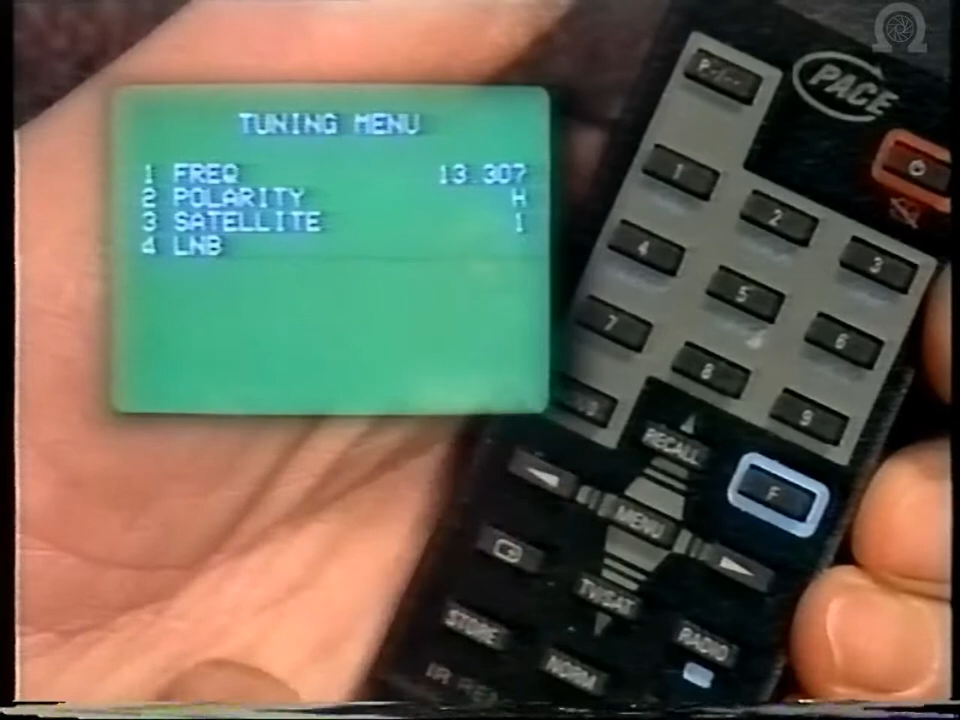 TUNING MENU
1 FREQ 13.307
2 POLARITY H
3 SATELLITE 1
4 LNB
PACE
1
2
3
4
5
6
7
8
9
RECALL
F
MENU
TV/SAT
STORE
RADIO
NORM